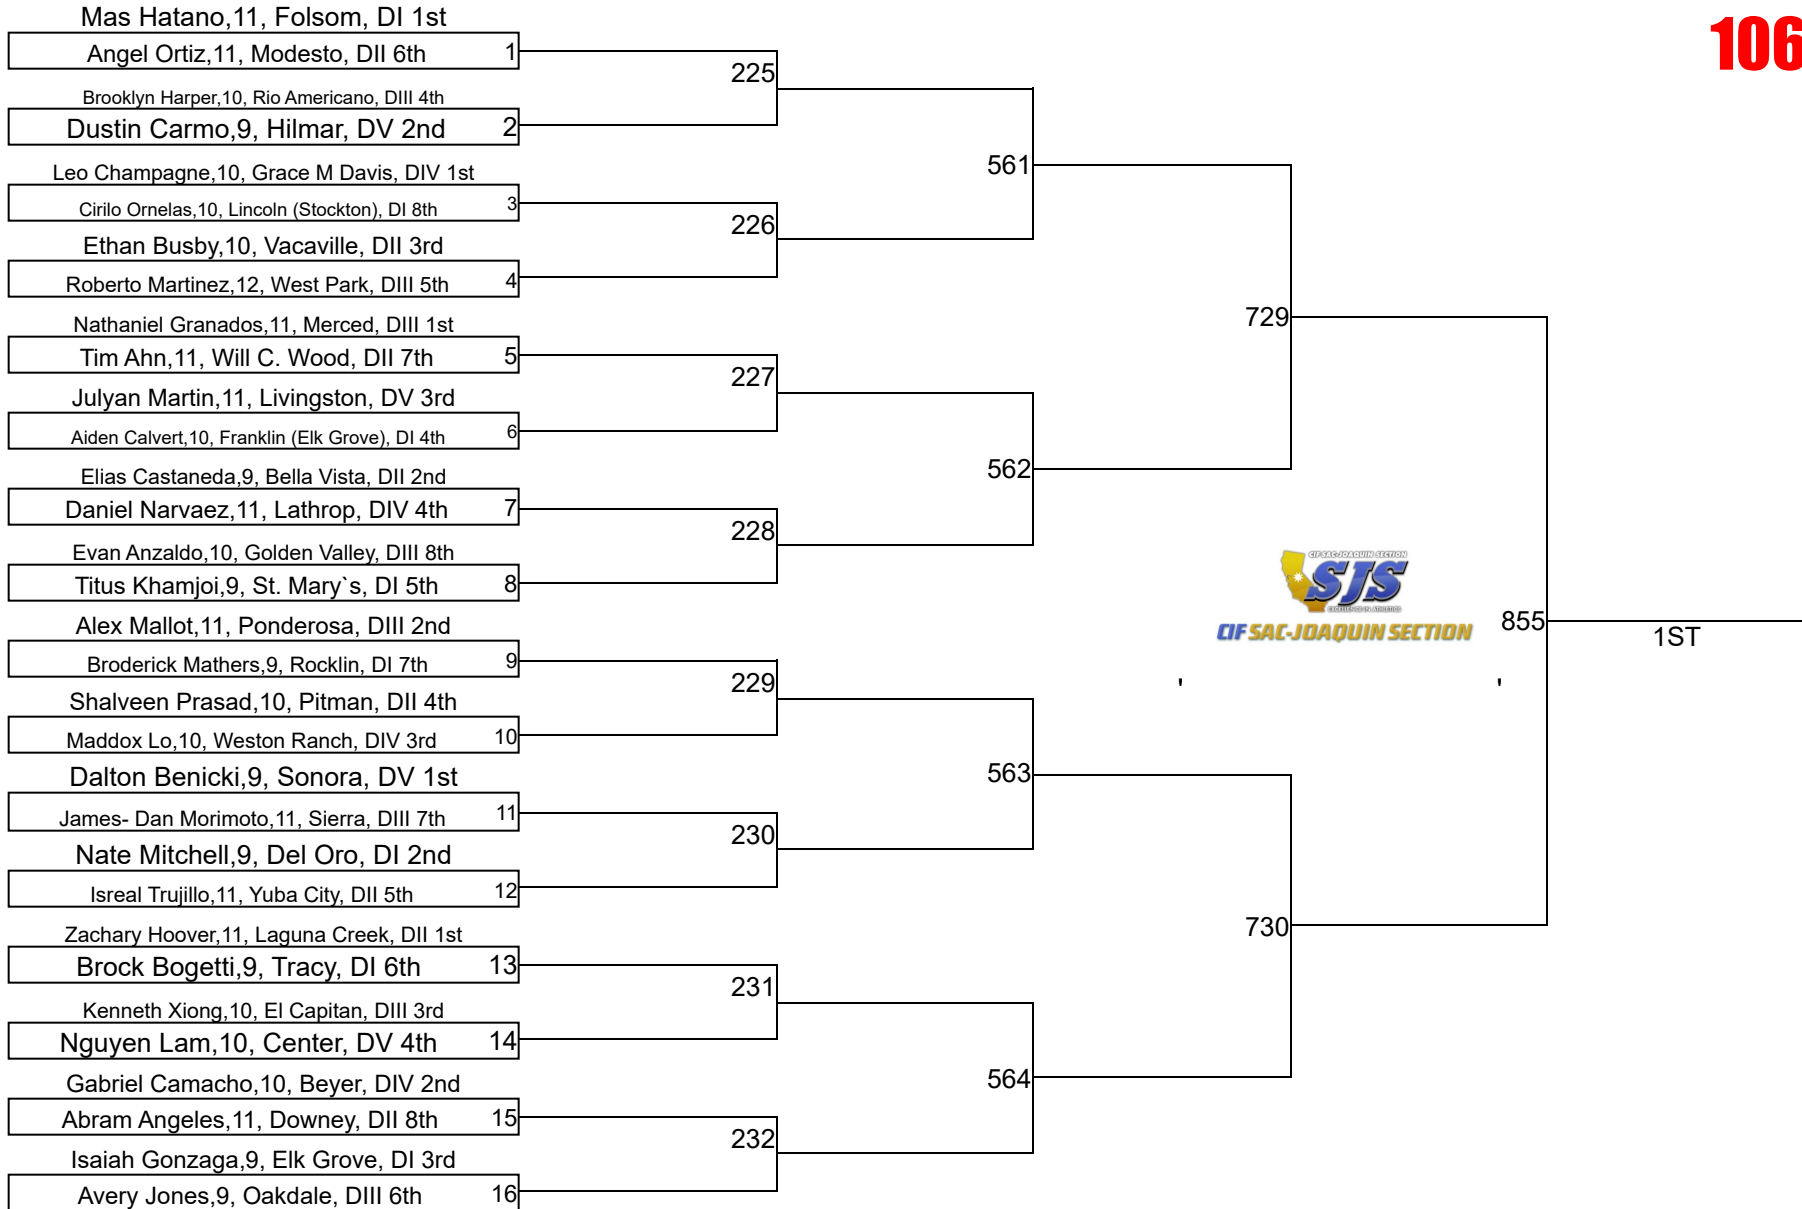 106
Mas Hatano,11, Folsom, DI 1st
Angel Ortiz,11, Modesto, DII 6th 1
225
Brooklyn Harper,10, Rio Americano, DIII 4th
Dustin Carmo,9, Hilmar, DV 2nd 2
561
Leo Champagne,10, Grace M Davis, DIV 1st
Cirilo Ornelas,10, Lincoln (Stockton), DI 8th 3
226
Ethan Busby,10, Vacaville, DII 3rd
Roberto Martinez,12, West Park, DIII 5th 4
729
Nathaniel Granados,11, Merced, DIII 1st
Tim Ahn,11, Will C. Wood, DII 7th 5
227
Julyan Martin,11, Livingston, DV 3rd
Aiden Calvert,10, Franklin (Elk Grove), DI 4th 6
562
Elias Castaneda,9, Bella Vista, DII 2nd
Daniel Narvaez,11, Lathrop, DIV 4th 7
228
Evan Anzaldo,10, Golden Valley, DIII 8th
Titus Khamjoi,9, St. Mary`s, DI 5th 8
CIF SAC-JOAQUIN SECTION
SJS
EXCELLENCE IN ATHLETICS
CIF SAC-JOAQUIN SECTION
855
1ST
' '
Alex Mallot,11, Ponderosa, DIII 2nd
Broderick Mathers,9, Rocklin, DI 7th 9
229
Shalveen Prasad,10, Pitman, DII 4th
Maddox Lo,10, Weston Ranch, DIV 3rd 10
563
Dalton Benicki,9, Sonora, DV 1st
James- Dan Morimoto,11, Sierra, DIII 7th 11
230
Nate Mitchell,9, Del Oro, DI 2nd
Isreal Trujillo,11, Yuba City, DII 5th 12
730
Zachary Hoover,11, Laguna Creek, DII 1st
Brock Bogetti,9, Tracy, DI 6th 13
231
Kenneth Xiong,10, El Capitan, DIII 3rd
Nguyen Lam,10, Center, DV 4th 14
564
Gabriel Camacho,10, Beyer, DIV 2nd
Abram Angeles,11, Downey, DII 8th 15
232
Isaiah Gonzaga,9, Elk Grove, DI 3rd
Avery Jones,9, Oakdale, DIII 6th 16